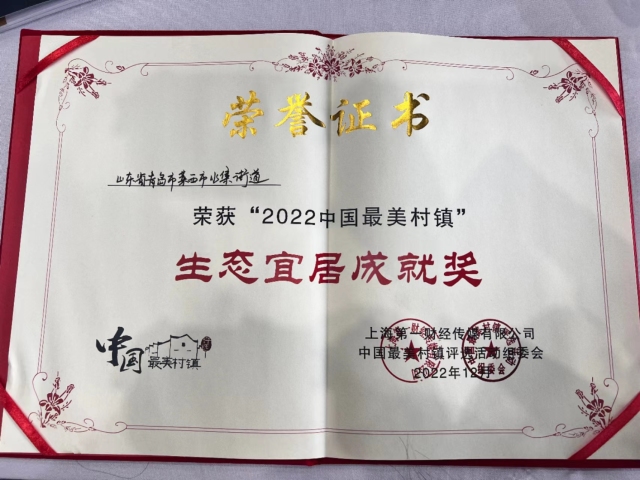 荣誉证书
山东省青岛市莱西市水集街道
荣获“2022中国最美村镇”
生态宜居成就奖
中国
最美村镇
上海第一财经传媒有限公司
中国最美村镇评选活动组委会
2022年12月